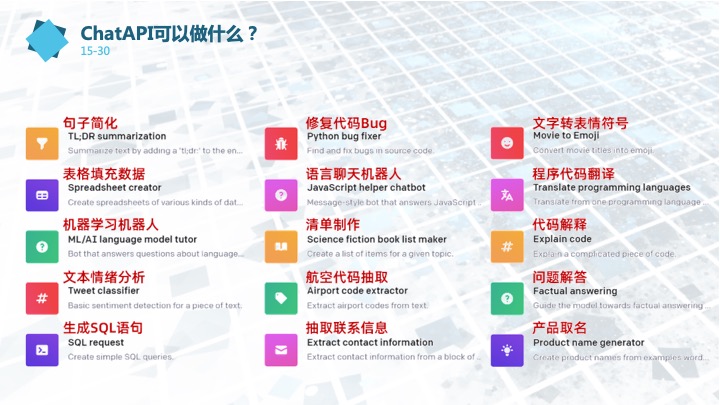 ChatAPI可以做什么？
15-30
句子简化
TL;DR summarization
Summarize text by adding a 'tl;dr:' to the en...
修复代码Bug
Python bug fixer
Find and fix bugs in source code.
文字转表情符号
Movie to Emoji
Convert movie titles into emoji.
表格填充数据
Spreadsheet creator
Create spreadsheets of various kinds of dat...
语言聊天机器人
JavaScript helper chatbot
Message-style bot that answers JavaScript ...
程序代码翻译
Translate programming languages
Translate from one programming language ...
机器学习机器人
ML/AI language model tutor
Bot that answers questions about language...
清单制作
Science fiction book list maker
Create a list of items for a given topic.
代码解释
Explain code
Explain a complicated piece of code.
文本情绪分析
Tweet classifier
Basic sentiment detection for a piece of text.
航空代码抽取
Airport code extractor
Extract airport codes from text.
问题解答
Factual answering
Guide the model towards factual answering ...
生成SQL语句
SQL request
Create simple SQL queries.
抽取联系信息
Extract contact information
Extract contact information from a block of ...
产品取名
Product name generator
Create product names from examples word...